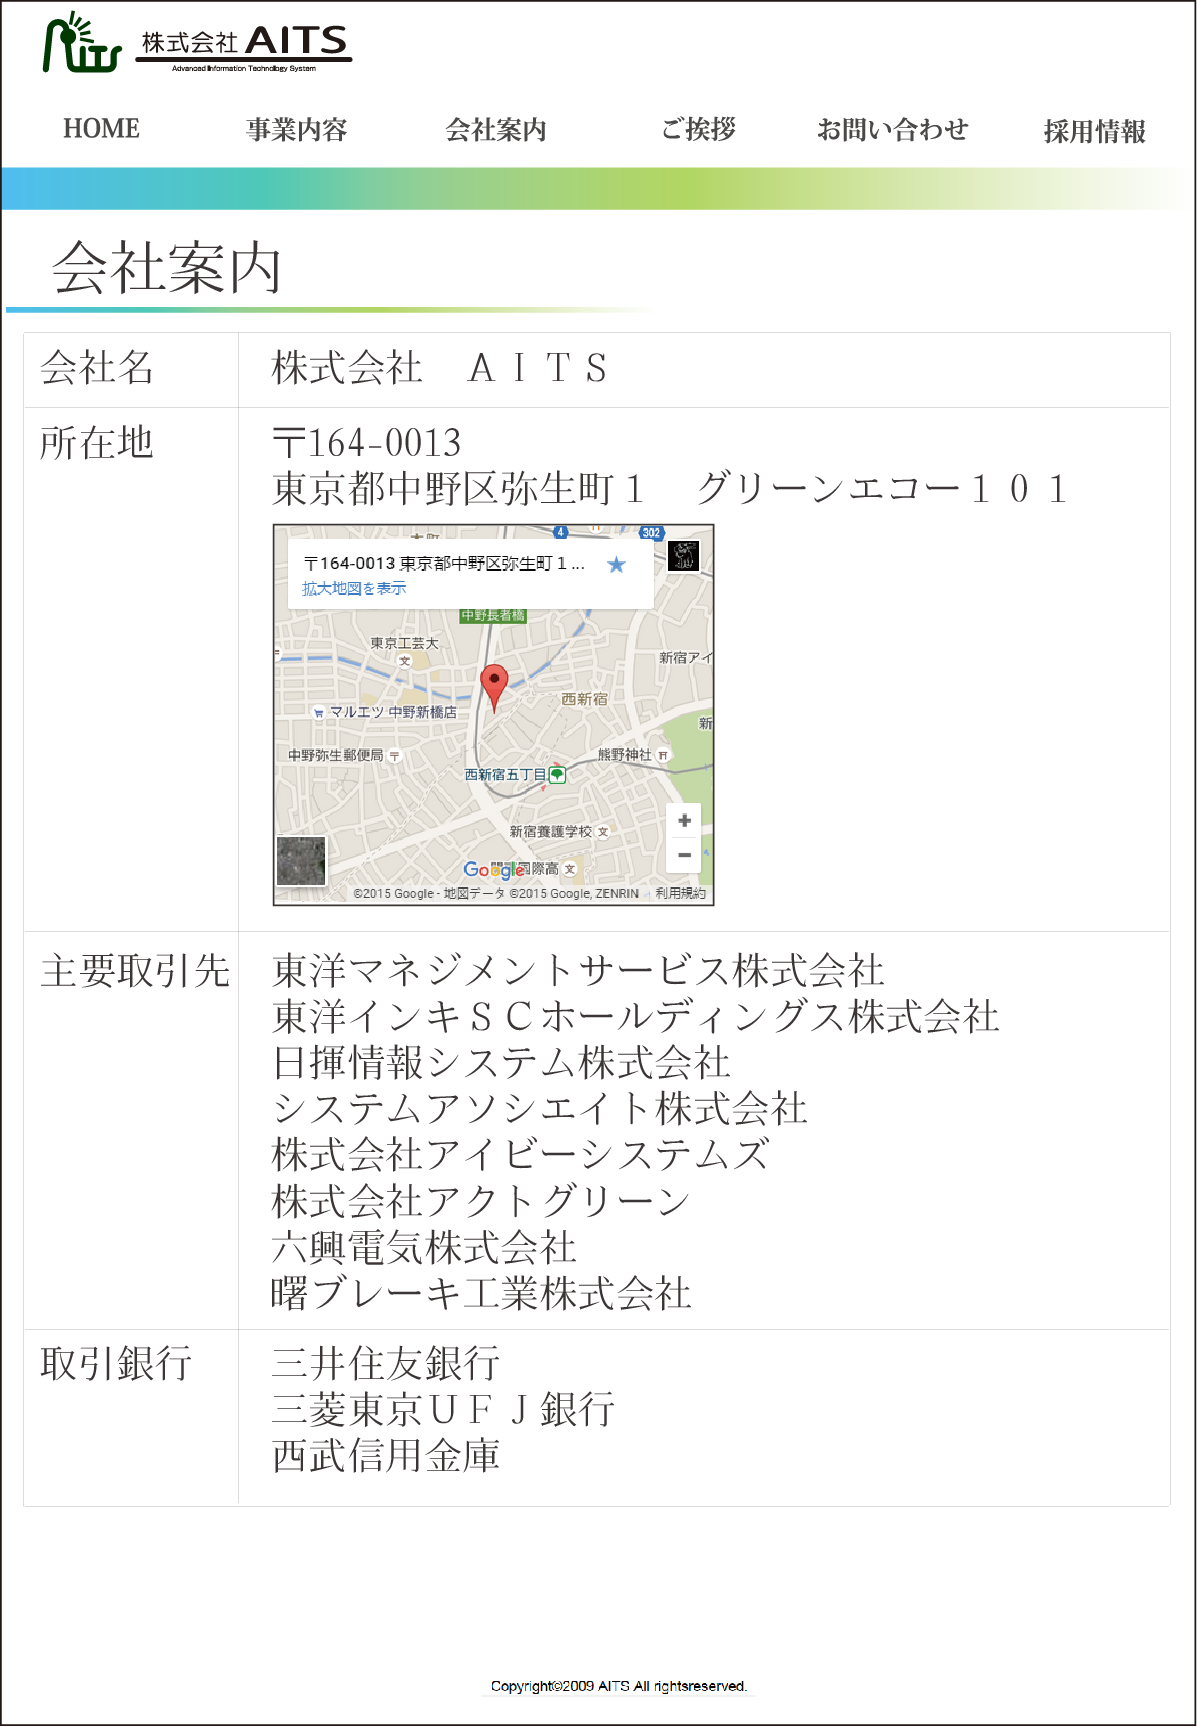 AITS 株式会社 AITS
Advanced Information Technology System
HOME 事業内容 会社案内 ご挨拶 お問い合わせ 採用情報
会社案内
会社名 株式会社　ＡＩＴＳ
所在地 〒164-0013
東京都中野区弥生町１　グリーンエコー１０１
4 302
〒164-0013 東京都中野区弥生町１...
拡大地図を表示
中野長者橋
東京工芸大
文
新宿アイ
西新宿
マルエツ 中野新橋店
新
中野弥生郵便局 〒
熊野神社
西新宿五丁目
+
新宿養護学校 文
−
Google 国際高 文
©2015 Google - 地図データ ©2015 Google, ZENRIN 利用規約
主要取引先 東洋マネジメントサービス株式会社
東洋インキＳＣホールディングス株式会社
日揮情報システム株式会社
システムアソシエイト株式会社
株式会社アイビーシステムズ
株式会社アクトグリーン
六興電気株式会社
曙ブレーキ工業株式会社
取引銀行 三井住友銀行
三菱東京ＵＦＪ銀行
西武信用金庫
Copyright©2009 AITS All rightsreserved.